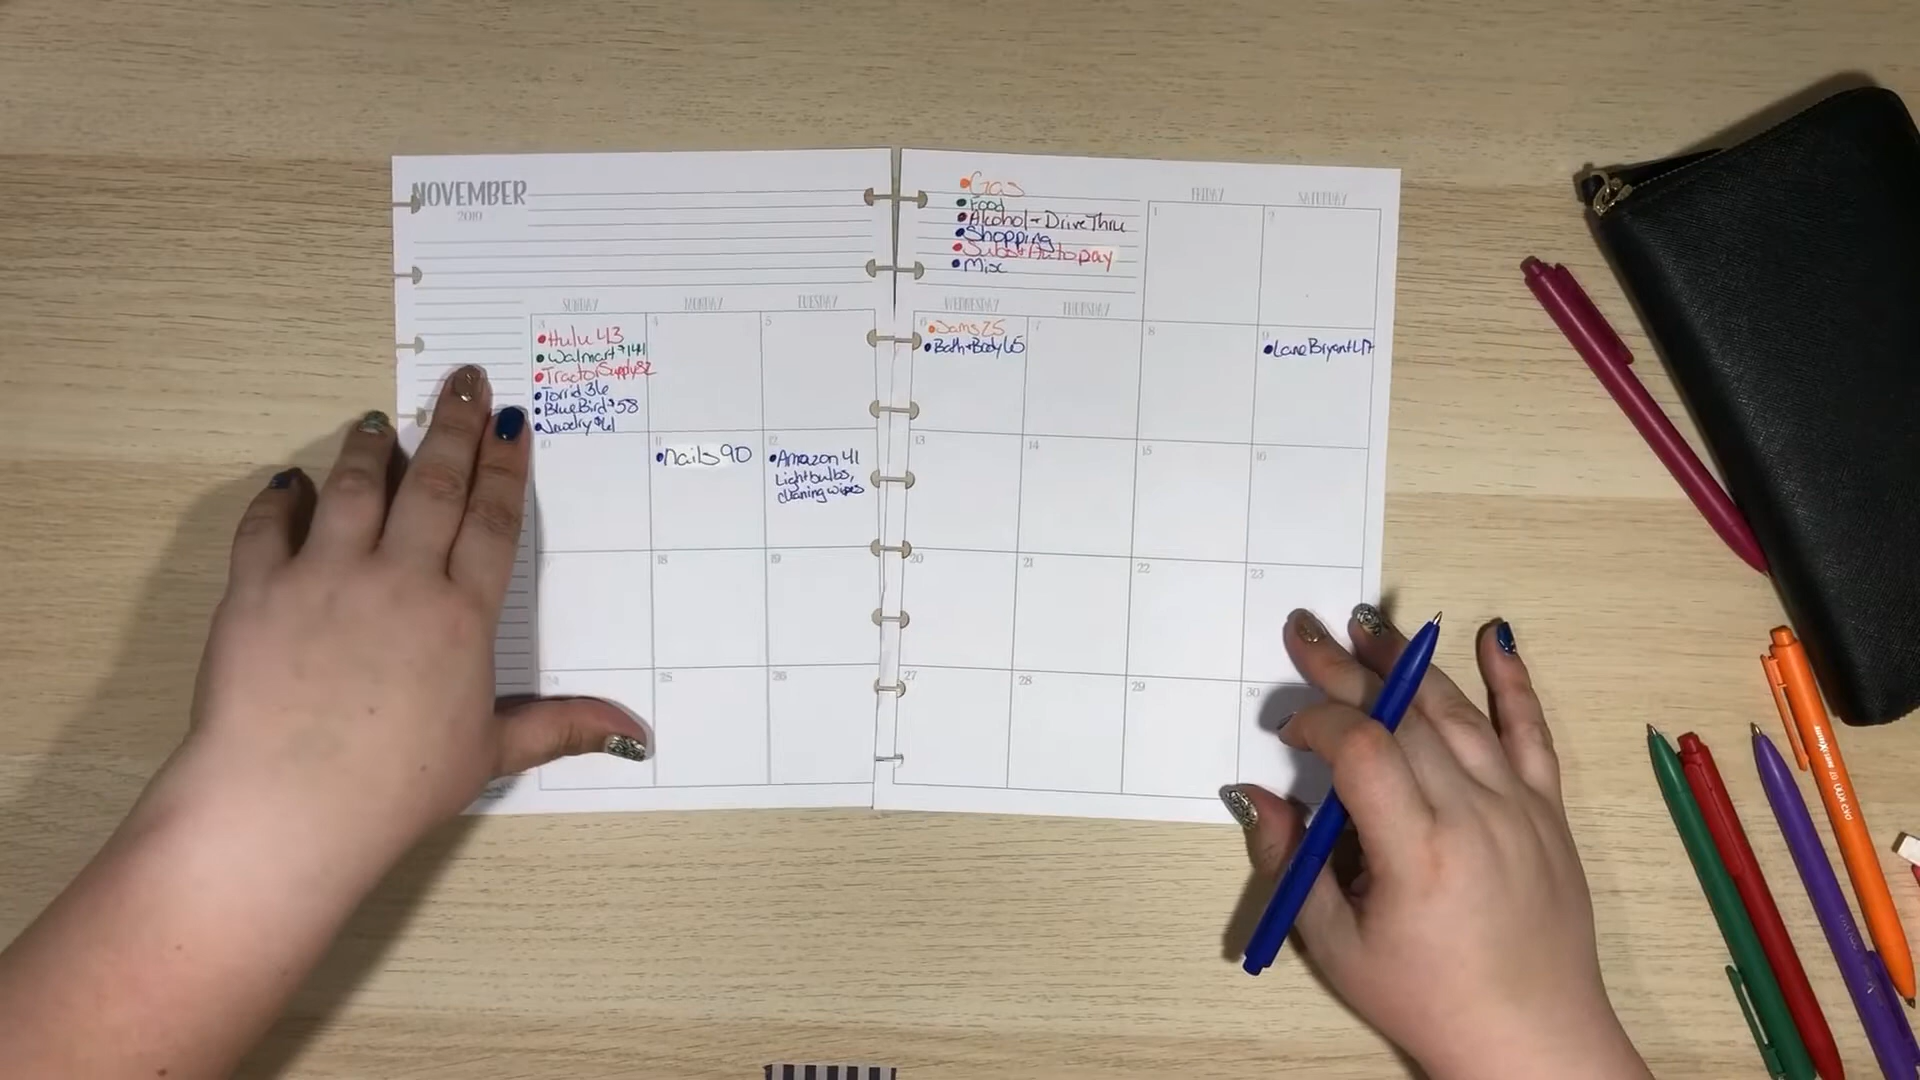 NOVEMBER
2019
•Gas
•Food
•Alcohol + Drive Thru
•Shopping
•Subs + Autopay
•Misc
FRIDAY SATURDAY
SUNDAY MONDAY TUESDAY WEDNESDAY THURSDAY
1 2
3 4 5 6 7 8 9
•Hulu 43
•Walmart $141
•Tractor Supply 82
•Torrid 36
•BlueBird $58
•Jewelry $61
•Sams 25
•Bath + Body 65
•Lane Bryant
10 11 12 13 14 15 16
•nails 90
•Amazon 41
Lightbulbs,
cleaning wipes
18 19 20 21 22 23
24 25 26 27 28 29 30